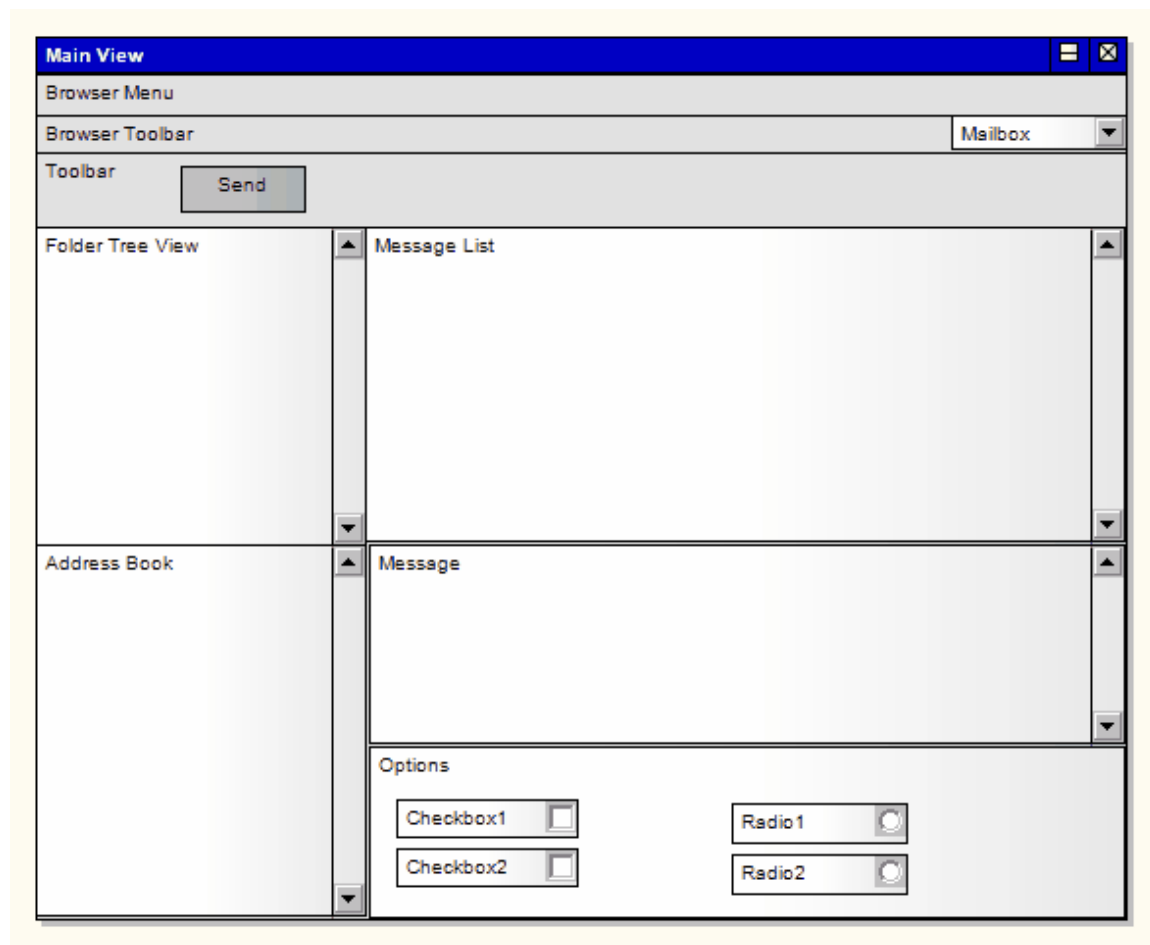 Main View
Browser Menu
Browser Toolbar
Mailbox
Toolbar
Send
Folder Tree View
Message List
Address Book
Message
Options
Checkbox1
Radio1
Checkbox2
Radio2